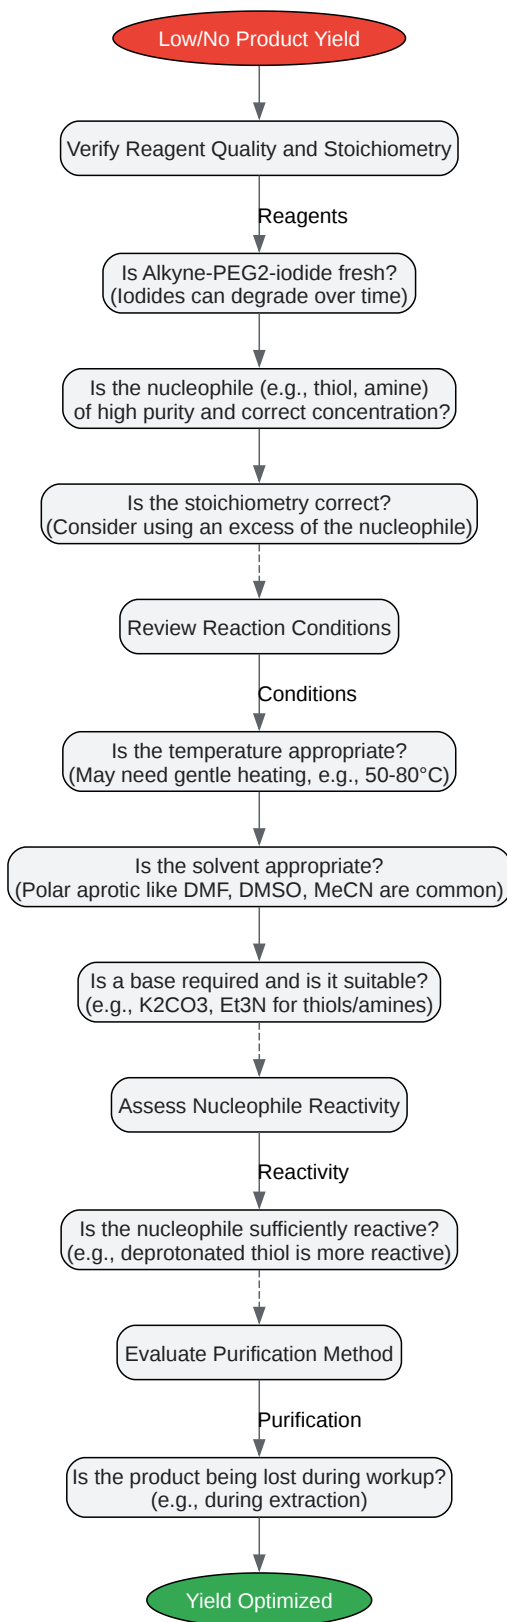 Low/No Product Yield
Verify Reagent Quality and Stoichiometry
Reagents
Is Alkyne-PEG2-iodide fresh?
(Iodides can degrade over time)
Is the nucleophile (e.g., thiol, amine)
of high purity and correct concentration?
Is the stoichiometry correct?
(Consider using an excess of the nucleophile)
Review Reaction Conditions
Conditions
Is the temperature appropriate?
(May need gentle heating, e.g., 50-80°C)
Is the solvent appropriate?
(Polar aprotic like DMF, DMSO, MeCN are common)
Is a base required and is it suitable?
(e.g., K2CO3, Et3N for thiols/amines)
Assess Nucleophile Reactivity
Reactivity
Is the nucleophile sufficiently reactive?
(e.g., deprotonated thiol is more reactive)
Evaluate Purification Method
Purification
Is the product being lost during workup?
(e.g., during extraction)
Yield Optimized